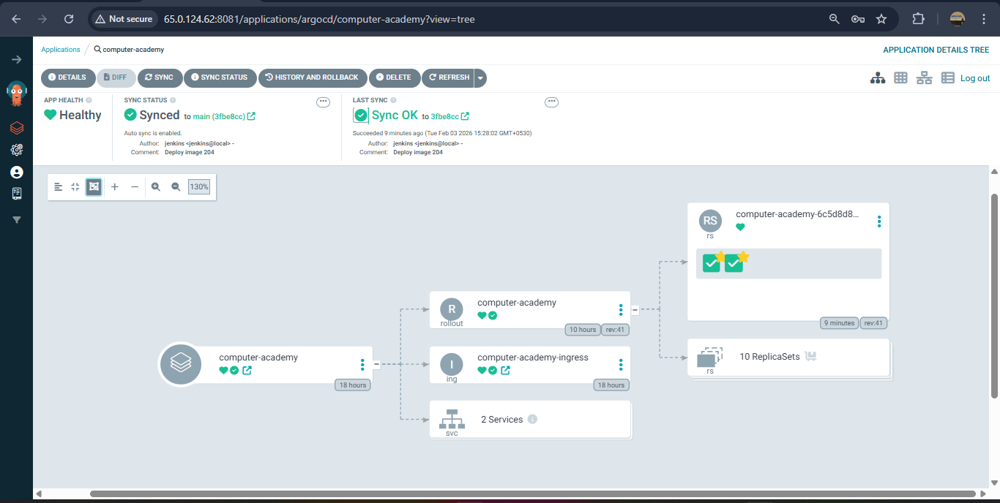 Not secure 65.0.124.62:8081/applications/argocd/computer-academy?view=tree
Applications / computer-academy APPLICATION DETAILS TREE
DETAILS DIFF SYNC SYNC STATUS HISTORY AND ROLLBACK DELETE REFRESH Log out
APP HEALTH
Healthy
SYNC STATUS
Synced to main (3fbe8cc)
Auto sync is enabled.
Author: jenkins <jenkins@local> -
Comment: Deploy image 204
LAST SYNC
Sync OK to 3fbe8cc
Succeeded 9 minutes ago (Tue Feb 03 2026 15:28:02 GMT+0530)
Author: jenkins <jenkins@local> -
Comment: Deploy image 204
130%
computer-academy
18 hours
R
rollout
computer-academy
10 hours rev:41
I
ing
computer-academy-ingress
18 hours
svc
2 Services
RS
rs
computer-academy-6c5d8d8...
9 minutes rev:41
rs
10 ReplicaSets